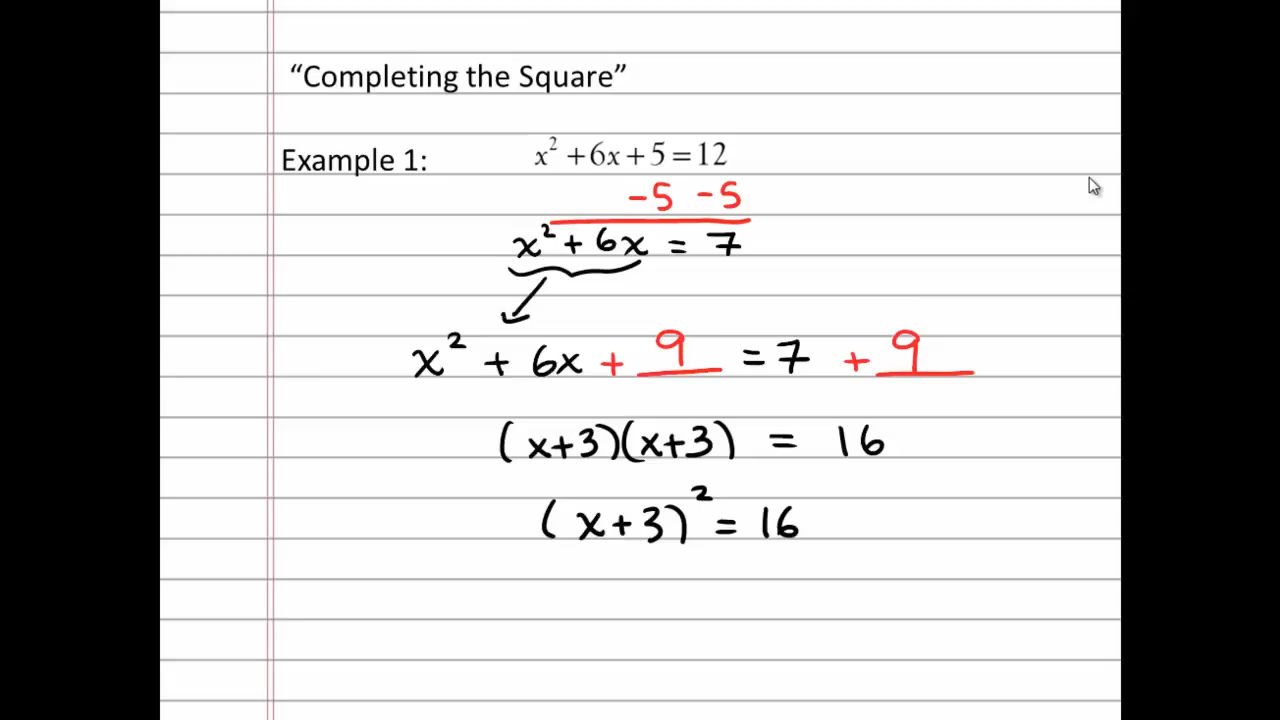 “Completing the Square”
Example 1: x² + 6x + 5 = 12
-5 -5
x² + 6x = 7
x² + 6x + 9 = 7 + 9
(x+3)(x+3) = 16
(x+3)² = 16